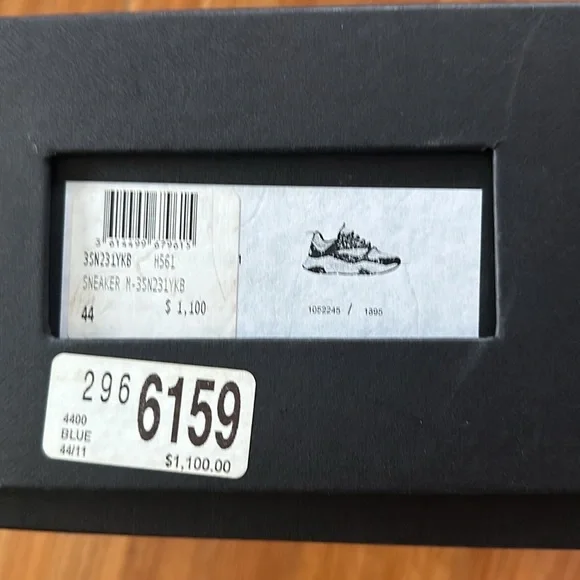 3 614499 679615
3SN231YKB H561
SNEAKER M-3SN231YKB
$ 1,100
44
1052245 / 1395
296 6159
4400
BLUE
44/11
$1,100.00